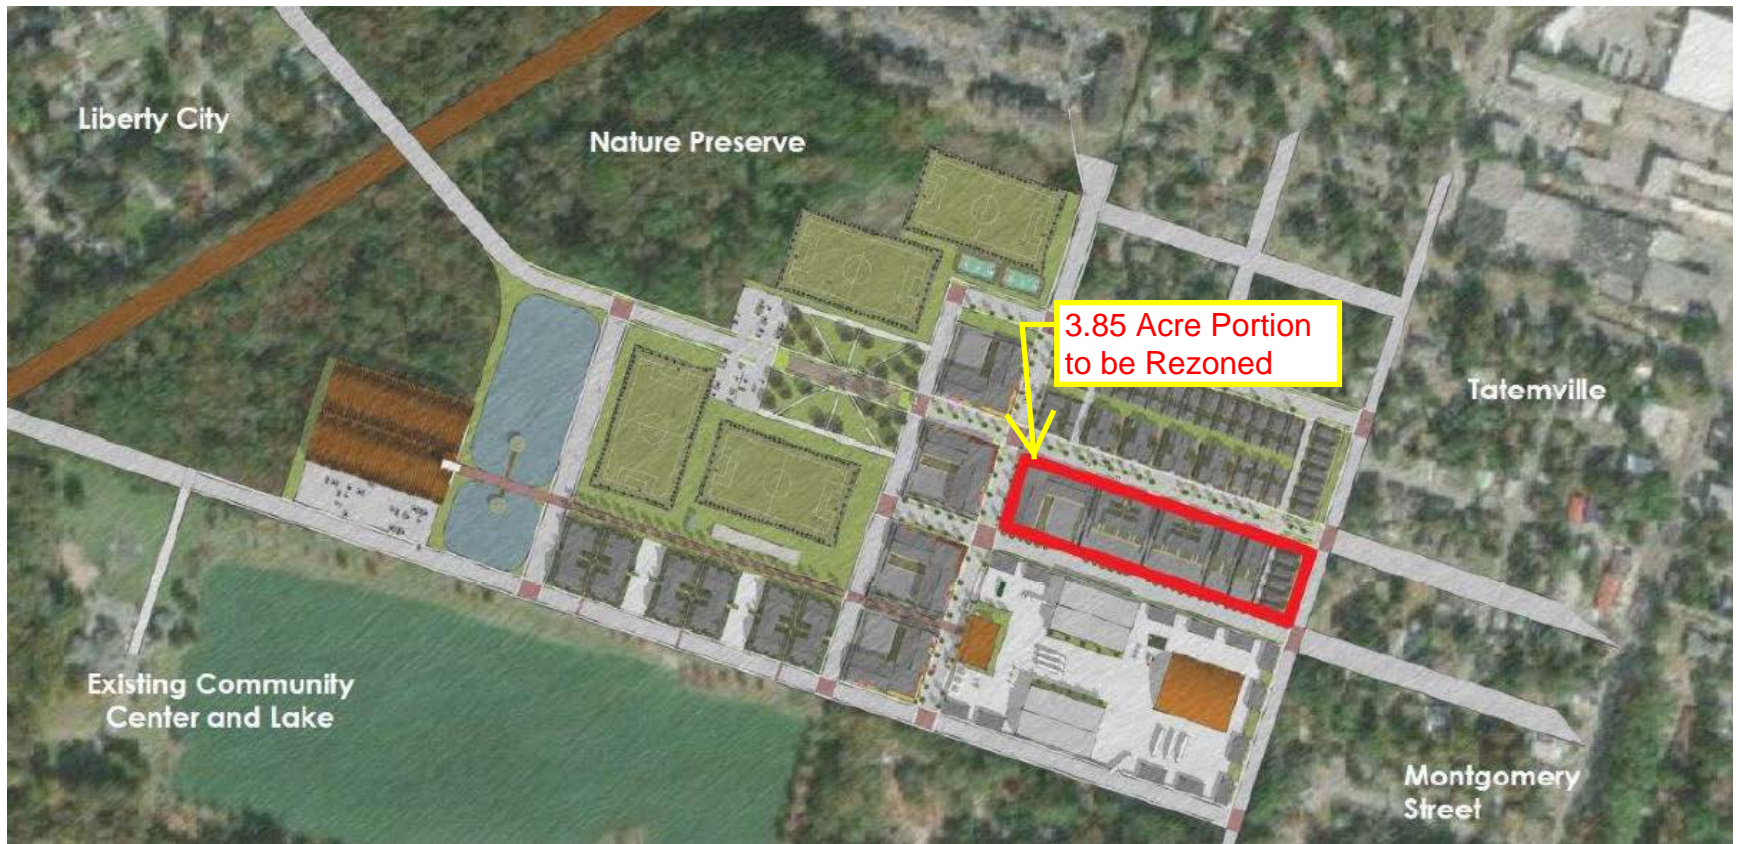 Liberty City
Nature Preserve
3.85 Acre Portion
to be Rezoned
Tatemville
Existing Community
Center and Lake
Montgomery
Street